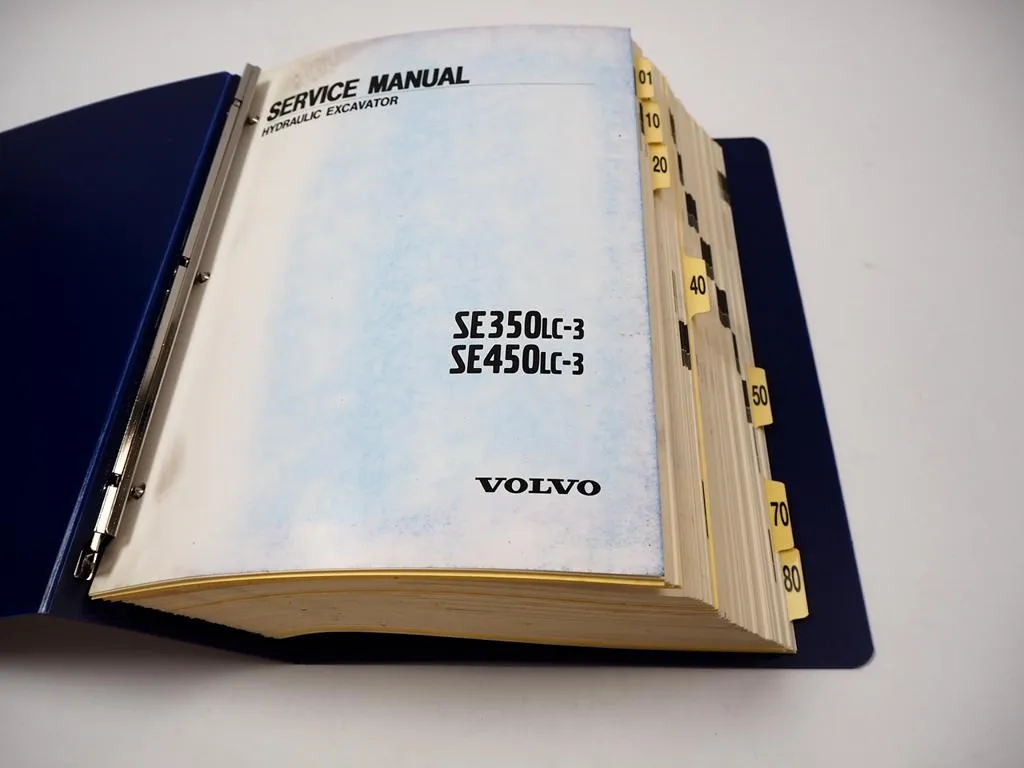 SERVICE MANUAL
HYDRAULIC EXCAVATOR
SE350LC-3
SE450LC-3
VOLVO
01
10
20
40
50
70
80